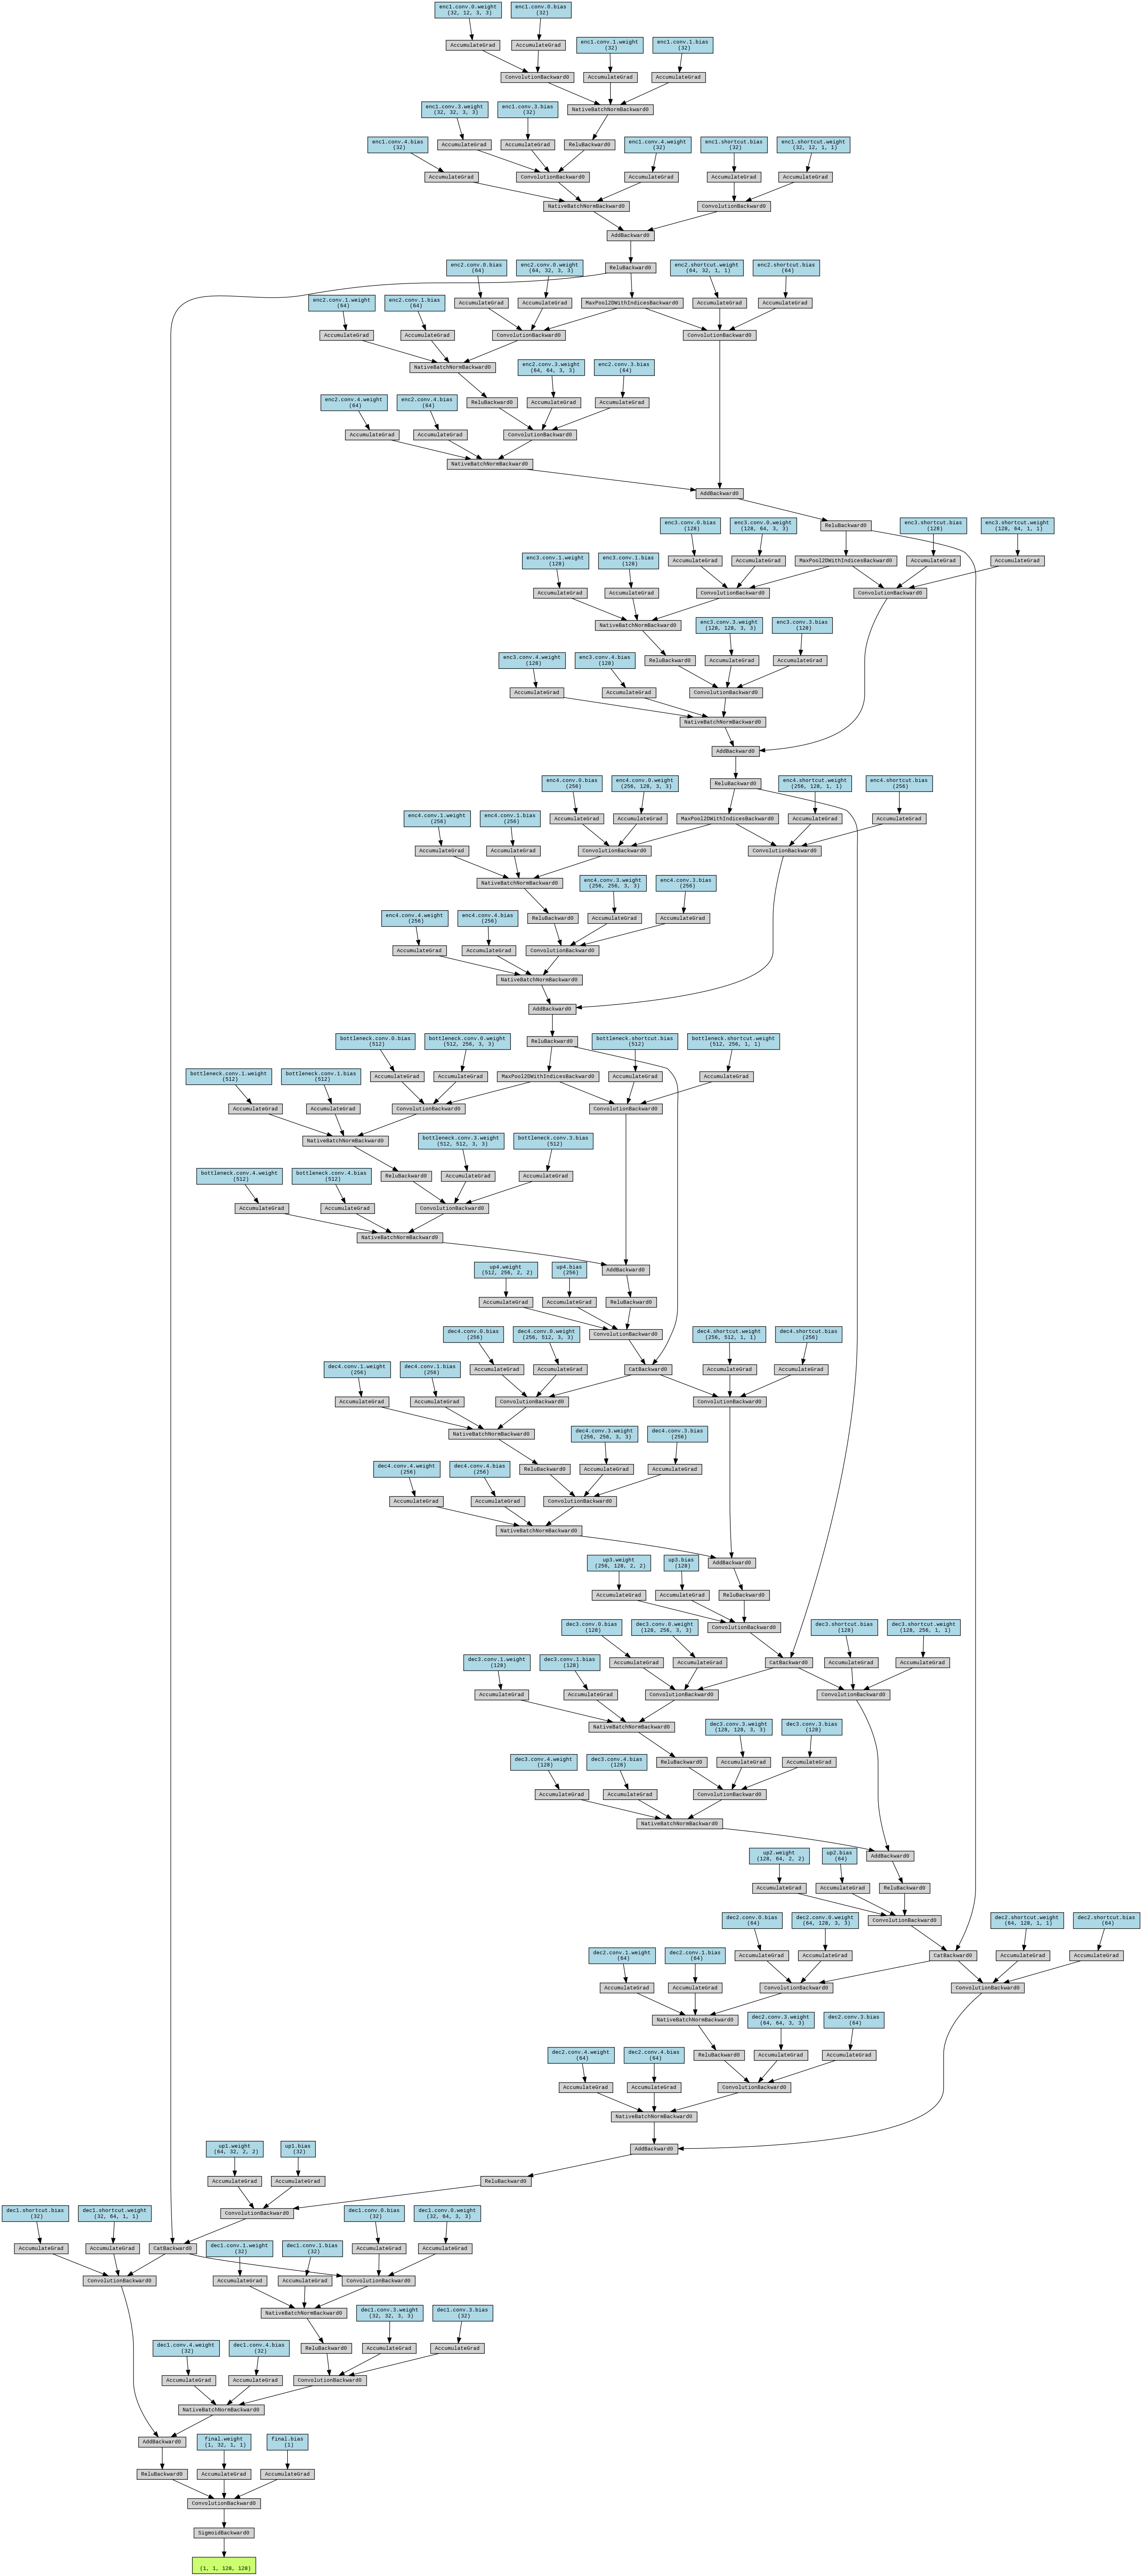 enc1.conv.0.weight
(32, 12, 3, 3)
enc1.conv.0.bias
(32)
AccumulateGrad
AccumulateGrad
enc1.conv.1.weight
(32)
enc1.conv.1.bias
(32)
ConvolutionBackward0
AccumulateGrad
AccumulateGrad
enc1.conv.3.weight
(32, 32, 3, 3)
enc1.conv.3.bias
(32)
NativeBatchNormBackward0
enc1.conv.4.bias
(32)
AccumulateGrad
AccumulateGrad
ReluBackward0
enc1.conv.4.weight
(32)
enc1.shortcut.bias
(32)
enc1.shortcut.weight
(32, 12, 1, 1)
AccumulateGrad
ConvolutionBackward0
AccumulateGrad
AccumulateGrad
AccumulateGrad
NativeBatchNormBackward0
ConvolutionBackward0
AddBackward0
enc2.conv.0.bias
(64)
enc2.conv.0.weight
(64, 32, 3, 3)
ReluBackward0
enc2.shortcut.weight
(64, 32, 1, 1)
enc2.shortcut.bias
(64)
enc2.conv.1.weight
(64)
enc2.conv.1.bias
(64)
AccumulateGrad
AccumulateGrad
MaxPool2DWithIndicesBackward0
AccumulateGrad
AccumulateGrad
AccumulateGrad
AccumulateGrad
ConvolutionBackward0
ConvolutionBackward0
NativeBatchNormBackward0
enc2.conv.3.weight
(64, 64, 3, 3)
enc2.conv.3.bias
(64)
enc2.conv.4.weight
(64)
enc2.conv.4.bias
(64)
ReluBackward0
AccumulateGrad
AccumulateGrad
AccumulateGrad
AccumulateGrad
ConvolutionBackward0
NativeBatchNormBackward0
AddBackward0
enc3.conv.0.bias
(128)
enc3.conv.0.weight
(128, 64, 3, 3)
ReluBackward0
enc3.shortcut.bias
(128)
enc3.shortcut.weight
(128, 64, 1, 1)
enc3.conv.1.weight
(128)
enc3.conv.1.bias
(128)
AccumulateGrad
AccumulateGrad
MaxPool2DWithIndicesBackward0
AccumulateGrad
AccumulateGrad
AccumulateGrad
AccumulateGrad
ConvolutionBackward0
ConvolutionBackward0
NativeBatchNormBackward0
enc3.conv.3.weight
(128, 128, 3, 3)
enc3.conv.3.bias
(128)
enc3.conv.4.weight
(128)
enc3.conv.4.bias
(128)
ReluBackward0
AccumulateGrad
AccumulateGrad
AccumulateGrad
AccumulateGrad
ConvolutionBackward0
NativeBatchNormBackward0
AddBackward0
enc4.conv.0.bias
(256)
enc4.conv.0.weight
(256, 128, 3, 3)
ReluBackward0
enc4.shortcut.weight
(256, 128, 1, 1)
enc4.shortcut.bias
(256)
enc4.conv.1.weight
(256)
enc4.conv.1.bias
(256)
AccumulateGrad
AccumulateGrad
MaxPool2DWithIndicesBackward0
AccumulateGrad
AccumulateGrad
AccumulateGrad
AccumulateGrad
ConvolutionBackward0
ConvolutionBackward0
NativeBatchNormBackward0
enc4.conv.3.weight
(256, 256, 3, 3)
enc4.conv.3.bias
(256)
enc4.conv.4.weight
(256)
enc4.conv.4.bias
(256)
ReluBackward0
AccumulateGrad
AccumulateGrad
AccumulateGrad
AccumulateGrad
ConvolutionBackward0
NativeBatchNormBackward0
AddBackward0
bottleneck.conv.0.bias
(512)
bottleneck.conv.0.weight
(512, 256, 3, 3)
ReluBackward0
bottleneck.shortcut.bias
(512)
bottleneck.shortcut.weight
(512, 256, 1, 1)
bottleneck.conv.1.weight
(512)
bottleneck.conv.1.bias
(512)
AccumulateGrad
AccumulateGrad
MaxPool2DWithIndicesBackward0
AccumulateGrad
AccumulateGrad
AccumulateGrad
AccumulateGrad
ConvolutionBackward0
ConvolutionBackward0
NativeBatchNormBackward0
bottleneck.conv.3.weight
(512, 512, 3, 3)
bottleneck.conv.3.bias
(512)
bottleneck.conv.4.weight
(512)
bottleneck.conv.4.bias
(512)
ReluBackward0
AccumulateGrad
AccumulateGrad
AccumulateGrad
AccumulateGrad
ConvolutionBackward0
NativeBatchNormBackward0
up4.weight
(512, 256, 2, 2)
up4.bias
(256)
AddBackward0
AccumulateGrad
AccumulateGrad
ReluBackward0
dec4.conv.0.bias
(256)
dec4.conv.0.weight
(256, 512, 3, 3)
ConvolutionBackward0
dec4.shortcut.weight
(256, 512, 1, 1)
dec4.shortcut.bias
(256)
dec4.conv.1.weight
(256)
dec4.conv.1.bias
(256)
AccumulateGrad
AccumulateGrad
CatBackward0
AccumulateGrad
AccumulateGrad
AccumulateGrad
AccumulateGrad
ConvolutionBackward0
ConvolutionBackward0
NativeBatchNormBackward0
dec4.conv.3.weight
(256, 256, 3, 3)
dec4.conv.3.bias
(256)
dec4.conv.4.weight
(256)
dec4.conv.4.bias
(256)
ReluBackward0
AccumulateGrad
AccumulateGrad
AccumulateGrad
AccumulateGrad
ConvolutionBackward0
NativeBatchNormBackward0
up3.weight
(256, 128, 2, 2)
up3.bias
(128)
AddBackward0
AccumulateGrad
AccumulateGrad
ReluBackward0
dec3.conv.0.bias
(128)
dec3.conv.0.weight
(128, 256, 3, 3)
ConvolutionBackward0
dec3.shortcut.bias
(128)
dec3.shortcut.weight
(128, 256, 1, 1)
dec3.conv.1.weight
(128)
dec3.conv.1.bias
(128)
AccumulateGrad
AccumulateGrad
CatBackward0
AccumulateGrad
AccumulateGrad
AccumulateGrad
AccumulateGrad
ConvolutionBackward0
ConvolutionBackward0
NativeBatchNormBackward0
dec3.conv.3.weight
(128, 128, 3, 3)
dec3.conv.3.bias
(128)
dec3.conv.4.weight
(128)
dec3.conv.4.bias
(128)
ReluBackward0
AccumulateGrad
AccumulateGrad
AccumulateGrad
AccumulateGrad
ConvolutionBackward0
NativeBatchNormBackward0
up2.weight
(128, 64, 2, 2)
up2.bias
(64)
AddBackward0
AccumulateGrad
AccumulateGrad
ReluBackward0
dec2.conv.0.bias
(64)
dec2.conv.0.weight
(64, 128, 3, 3)
ConvolutionBackward0
dec2.shortcut.weight
(64, 128, 1, 1)
dec2.shortcut.bias
(64)
dec2.conv.1.weight
(64)
dec2.conv.1.bias
(64)
AccumulateGrad
AccumulateGrad
CatBackward0
AccumulateGrad
AccumulateGrad
AccumulateGrad
AccumulateGrad
ConvolutionBackward0
ConvolutionBackward0
NativeBatchNormBackward0
dec2.conv.3.weight
(64, 64, 3, 3)
dec2.conv.3.bias
(64)
dec2.conv.4.weight
(64)
dec2.conv.4.bias
(64)
ReluBackward0
AccumulateGrad
AccumulateGrad
AccumulateGrad
AccumulateGrad
ConvolutionBackward0
NativeBatchNormBackward0
up1.weight
(64, 32, 2, 2)
up1.bias
(32)
AddBackward0
AccumulateGrad
AccumulateGrad
ReluBackward0
dec1.shortcut.bias
(32)
dec1.shortcut.weight
(32, 64, 1, 1)
ConvolutionBackward0
dec1.conv.0.bias
(32)
dec1.conv.0.weight
(32, 64, 3, 3)
AccumulateGrad
AccumulateGrad
CatBackward0
dec1.conv.1.weight
(32)
dec1.conv.1.bias
(32)
AccumulateGrad
AccumulateGrad
ConvolutionBackward0
AccumulateGrad
AccumulateGrad
ConvolutionBackward0
NativeBatchNormBackward0
dec1.conv.3.weight
(32, 32, 3, 3)
dec1.conv.3.bias
(32)
dec1.conv.4.weight
(32)
dec1.conv.4.bias
(32)
ReluBackward0
AccumulateGrad
AccumulateGrad
AccumulateGrad
AccumulateGrad
ConvolutionBackward0
NativeBatchNormBackward0
AddBackward0
final.weight
(1, 32, 1, 1)
final.bias
(1)
ReluBackward0
AccumulateGrad
AccumulateGrad
ConvolutionBackward0
SigmoidBackward0
(1, 1, 128, 128)